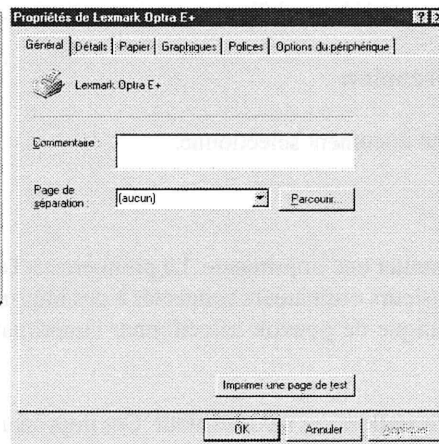 Propriétés de Lexmark Optra E+
Général Détails Papier Graphiques Polices Options du périphérique
Lexmark Optra E+
Commentaire :
Page de
séparation :
(aucun)
Parcourir...
Imprimer une page de test
OK Annuler Appliquer